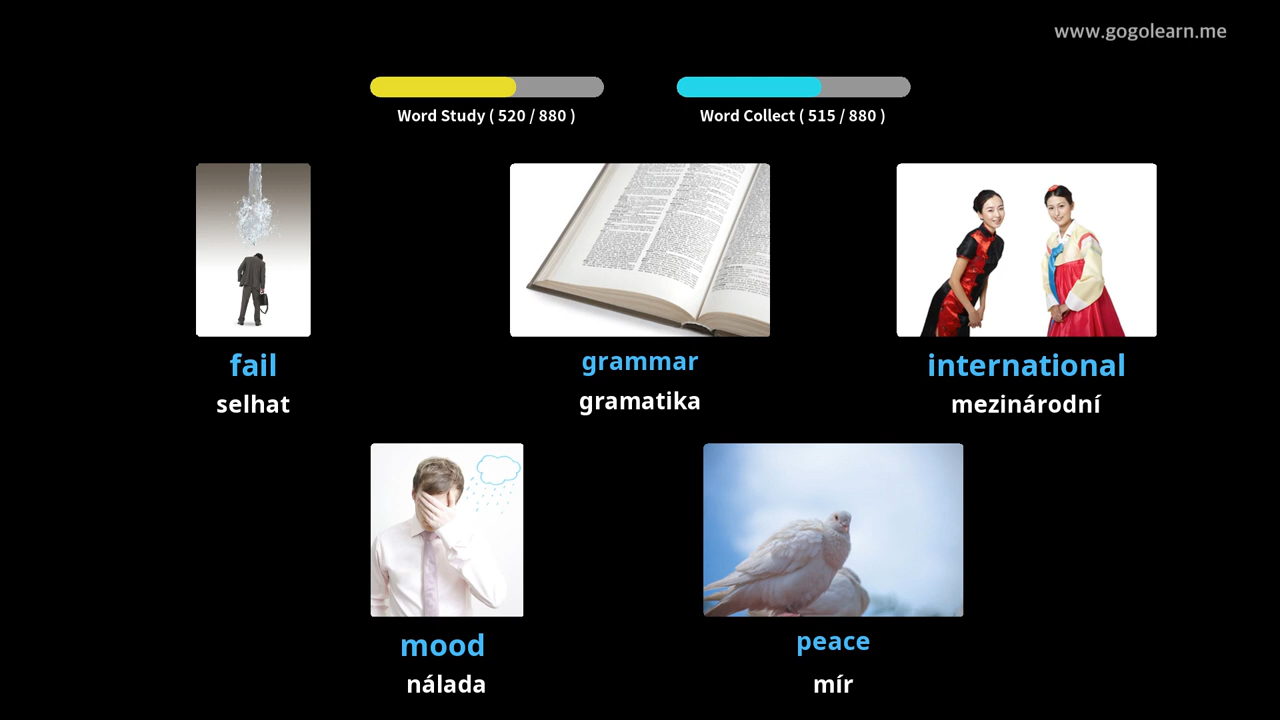 www.gogolearn.me
Word Study ( 520 / 880 )
Word Collect ( 515 / 880 )
fail
selhat
grammar
gramatika
international
mezinárodní
mood
nálada
peace
mír